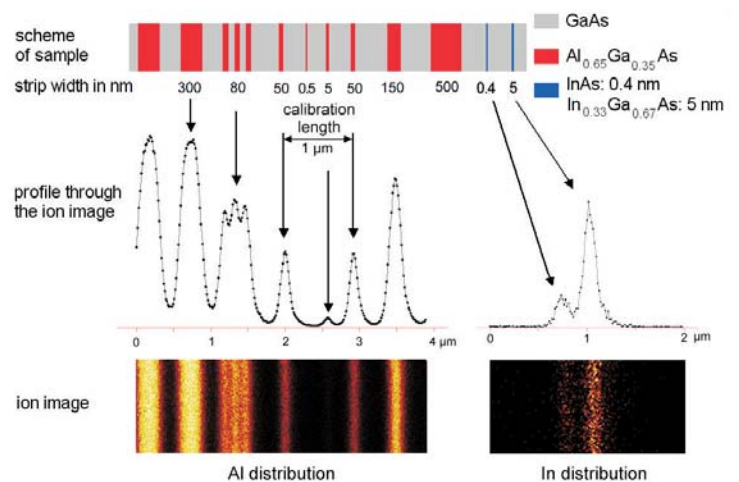 scheme
of sample
GaAs
Al0.65Ga0.35As
InAs: 0.4 nm
In0.33Ga0.67As: 5 nm
strip width in nm 300 80 50 0.5 5 50 150 500 0.4 5
calibration
length
1 µm
profile through
the ion image
0 1 2 3 4 µm
0 1 2 µm
ion image
Al distribution
In distribution